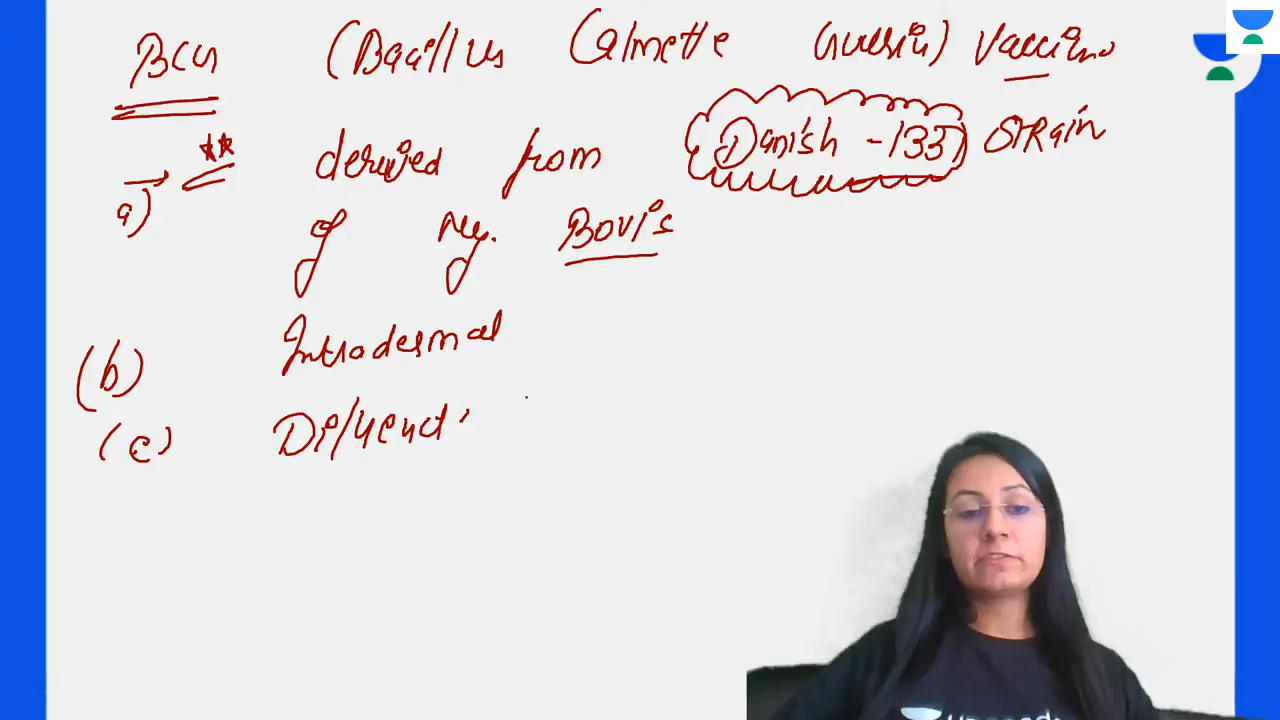 BCG (Bacillus Calmette Guerin) Vaccine
a) ** derived from Danish - 1331 STRain
of My. Bovis
(b) Intradermal
(c) Diluent